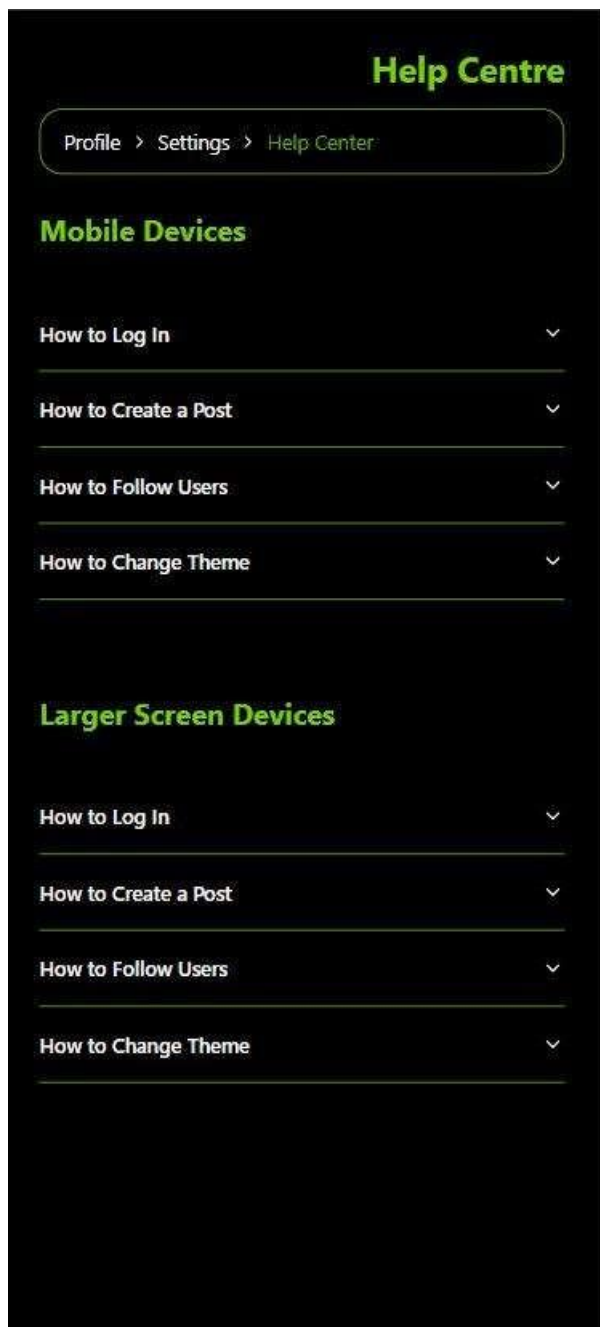 Help Centre
Profile > Settings > Help Center
Mobile Devices
How to Log In
How to Create a Post
How to Follow Users
How to Change Theme
Larger Screen Devices
How to Log In
How to Create a Post
How to Follow Users
How to Change Theme